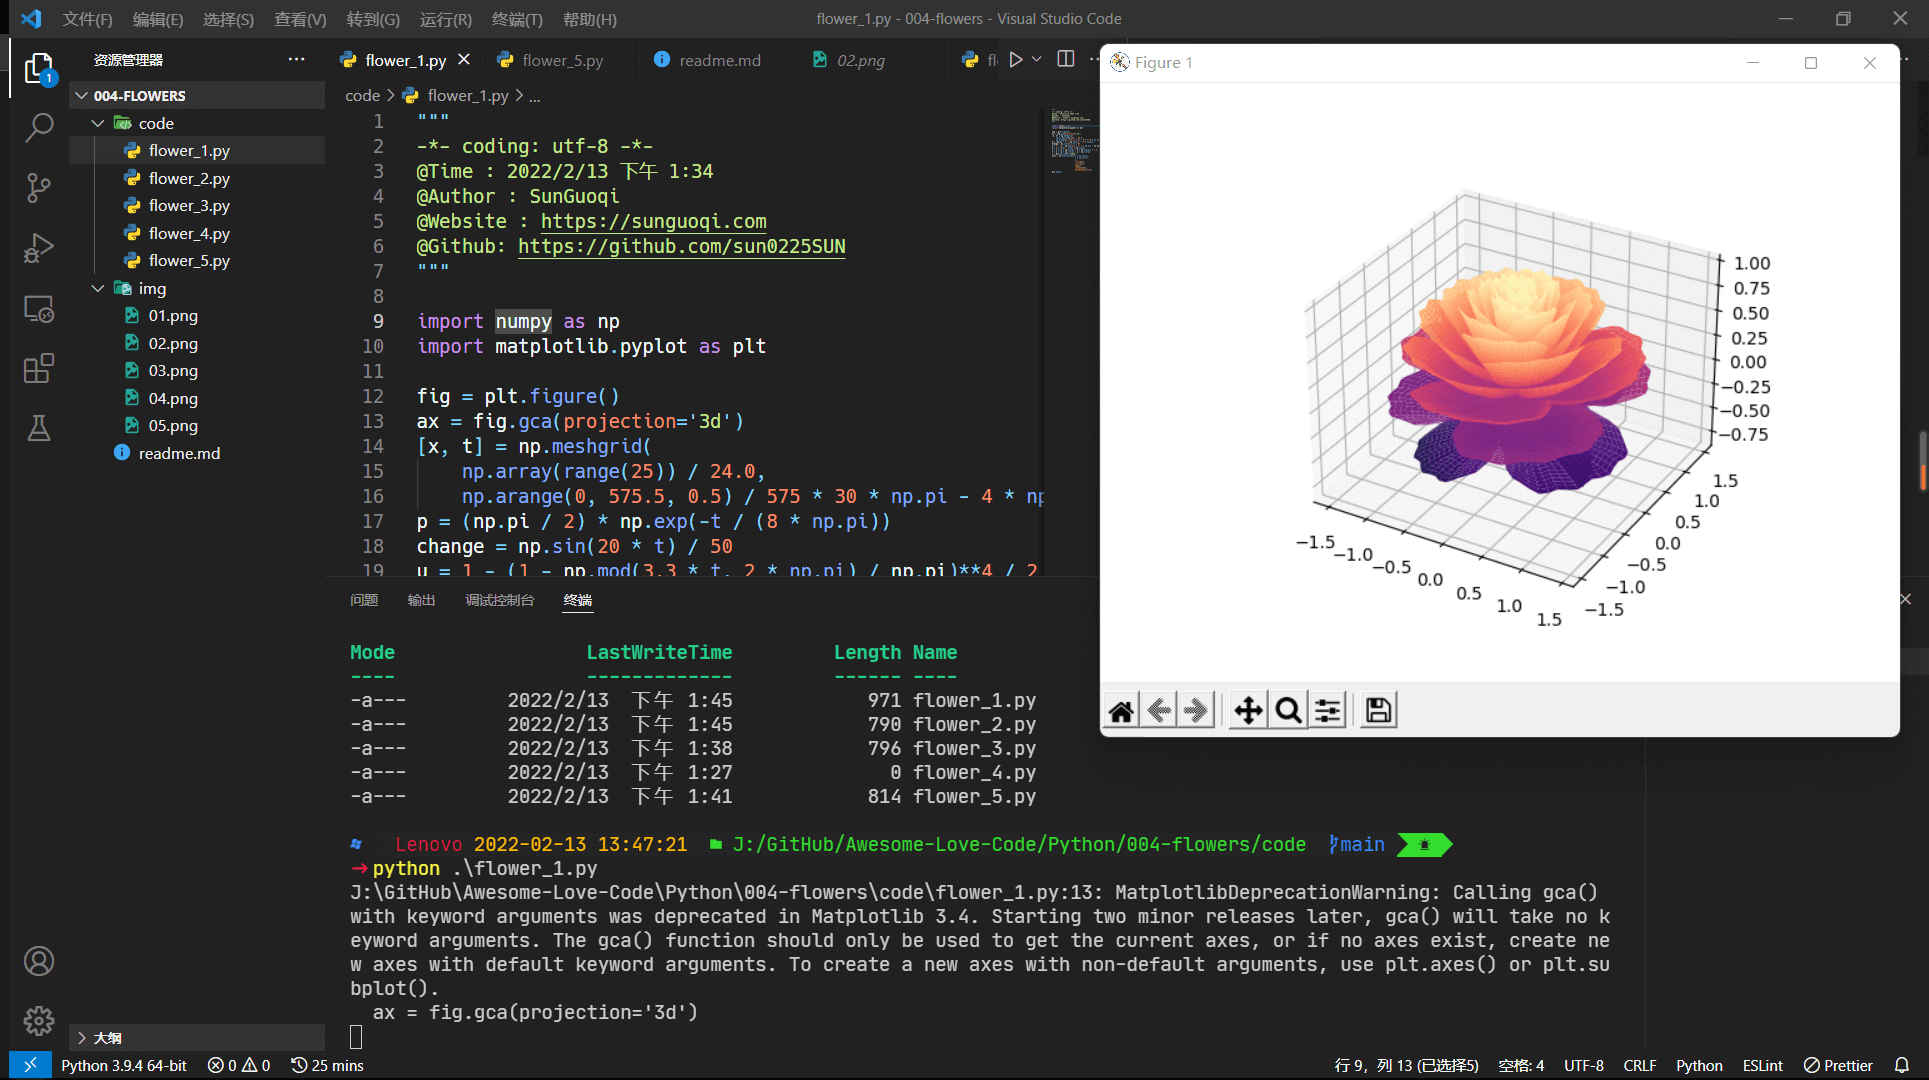 文件(F) 编辑(E) 选择(S) 查看(V) 转到(G) 运行(R) 终端(T) 帮助(H)
flower_1.py - 004-flowers - Visual Studio Code
资源管理器 ···
1
004-FLOWERS
code
flower_1.py
flower_2.py
flower_3.py
flower_4.py
flower_5.py
img
01.png
02.png
03.png
04.png
05.png
readme.md
大纲
flower_1.py flower_5.py readme.md 02.png fl
code > flower_1.py > ...
1 """
2 -*- coding: utf-8 -*-
3 @Time : 2022/2/13 下午 1:34
4 @Author : SunGuoqi
5 @Website : https://sunguoqi.com
6 @Github: https://github.com/sun0225SUN
7 """
8
9 import numpy as np
10 import matplotlib.pyplot as plt
11
12 fig = plt.figure()
13 ax = fig.gca(projection='3d')
14 [x, t] = np.meshgrid(
15 np.array(range(25)) / 24.0,
16 np.arange(0, 575.5, 0.5) / 575 * 30 * np.pi - 4 * np
17 p = (np.pi / 2) * np.exp(-t / (8 * np.pi))
18 change = np.sin(20 * t) / 50
19 u = 1 - (1 - np.mod(3.3 * t, 2 * np.pi) / np.pi)**4 / 2
问题 输出 调试控制台 终端
Mode LastWriteTime Length Name
---- ------------- ------ ----
-a--- 2022/2/13 下午 1:45 971 flower_1.py
-a--- 2022/2/13 下午 1:45 790 flower_2.py
-a--- 2022/2/13 下午 1:38 796 flower_3.py
-a--- 2022/2/13 下午 1:27 0 flower_4.py
-a--- 2022/2/13 下午 1:41 814 flower_5.py
Lenovo 2022-02-13 13:47:21 J:/GitHub/Awesome-Love-Code/Python/004-flowers/code main
→python .\flower_1.py
J:\GitHub\Awesome-Love-Code\Python\004-flowers\code\flower_1.py:13: MatplotlibDeprecationWarning: Calling gca()
with keyword arguments was deprecated in Matplotlib 3.4. Starting two minor releases later, gca() will take no k
eyword arguments. The gca() function should only be used to get the current axes, or if no axes exist, create ne
w axes with default keyword arguments. To create a new axes with non-default arguments, use plt.axes() or plt.su
bplot().
ax = fig.gca(projection='3d')
Figure 1
1.00
0.75
0.50
0.25
0.00
−0.25
−0.50
−0.75
−1.5 −1.0 −0.5 0.0 0.5 1.0 1.5
1.5
1.0
0.5
0.0
−0.5
−1.0
−1.5
Python 3.9.4 64-bit 0 0 25 mins
行 9，列 13 (已选择5) 空格: 4 UTF-8 CRLF Python ESLint Prettier